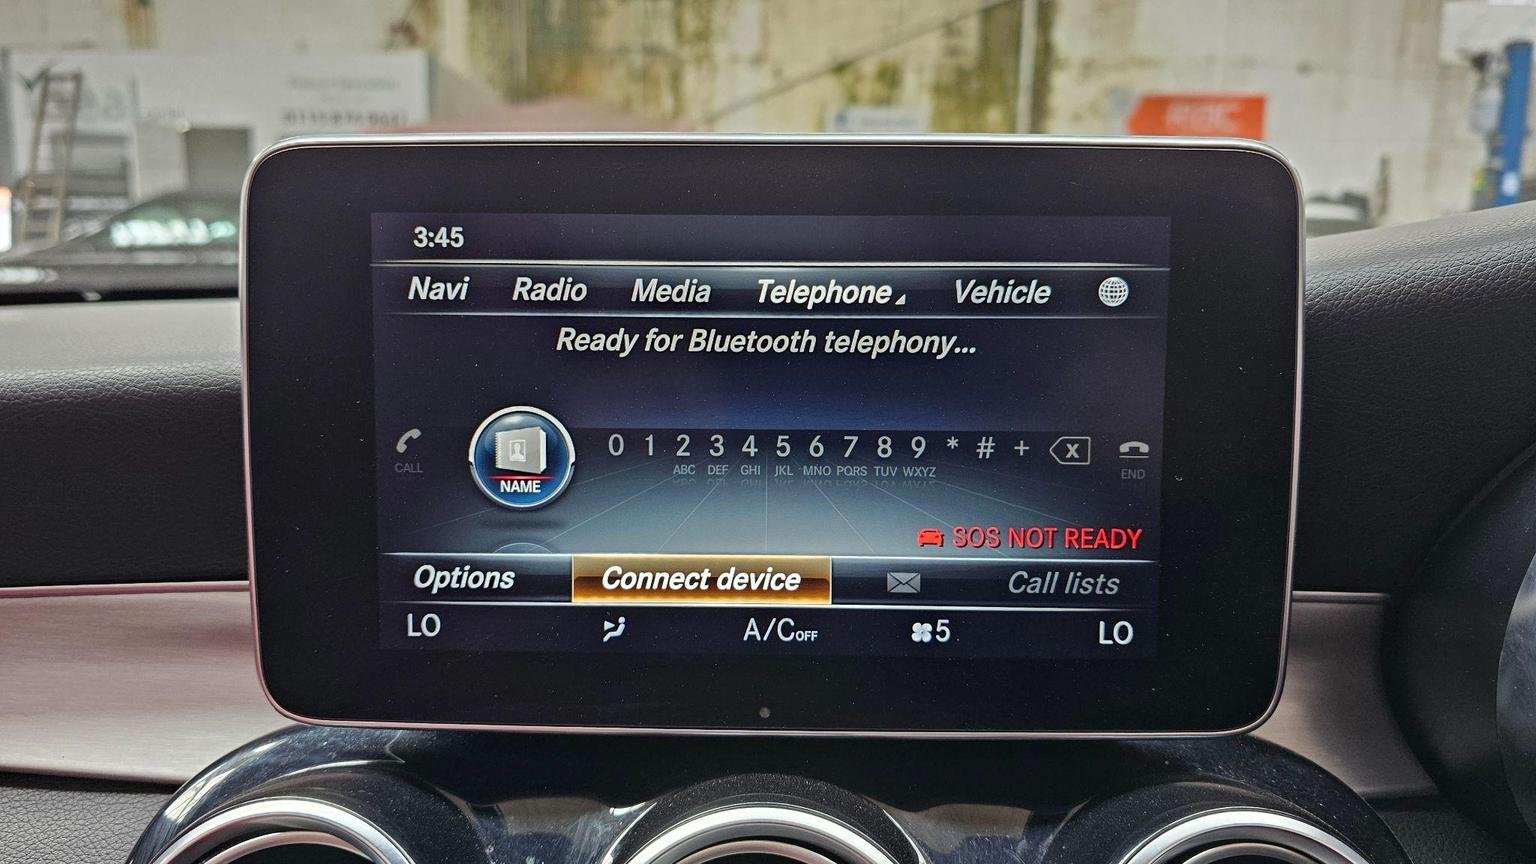 3:45
Navi Radio Media Telephone Vehicle
Ready for Bluetooth telephony...
0 1 2 3 4 5 6 7 8 9 * # +
ABC DEF GHI JKL MNO PQRS TUV WXYZ
CALL
NAME
END
SOS NOT READY
Options Connect device Call lists
LO A/COFF 5 LO